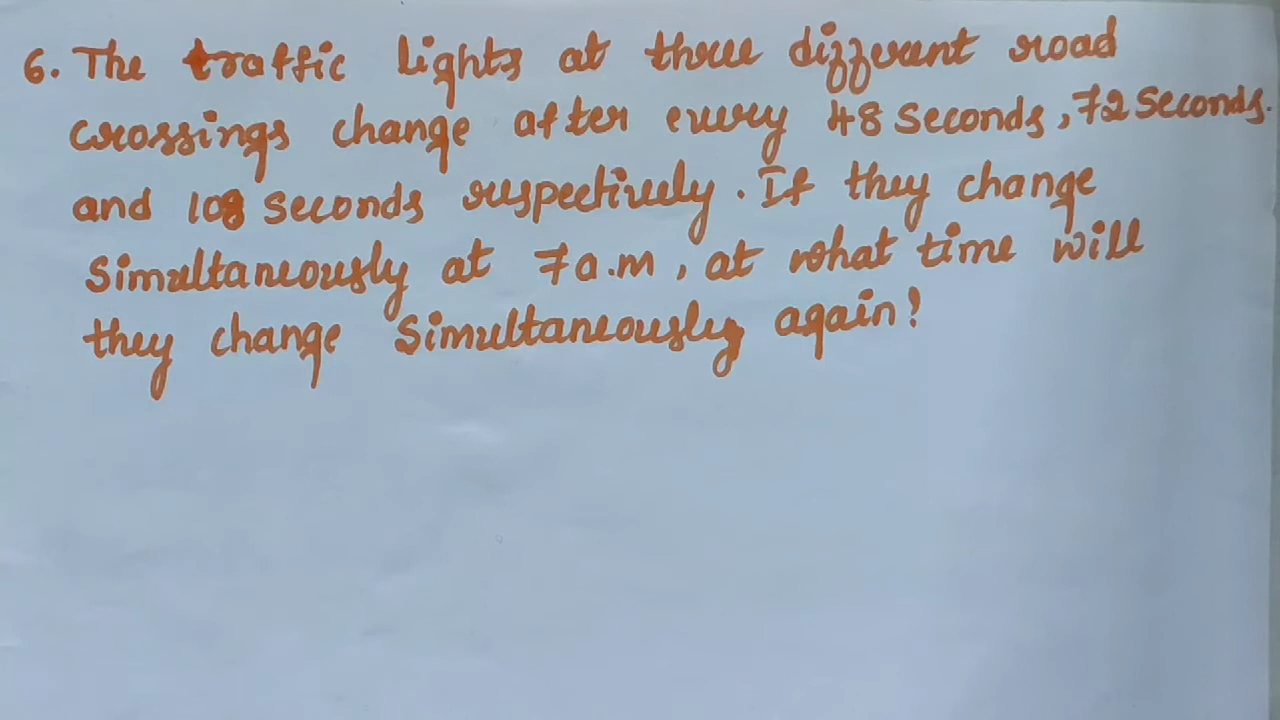 6. The traffic lights at three different road
crossings change after every 48 seconds, 72 seconds.
and 108 seconds respectively. If they change
Simultaneously at 7 a.m, at what time will
they change Simultaneously again?